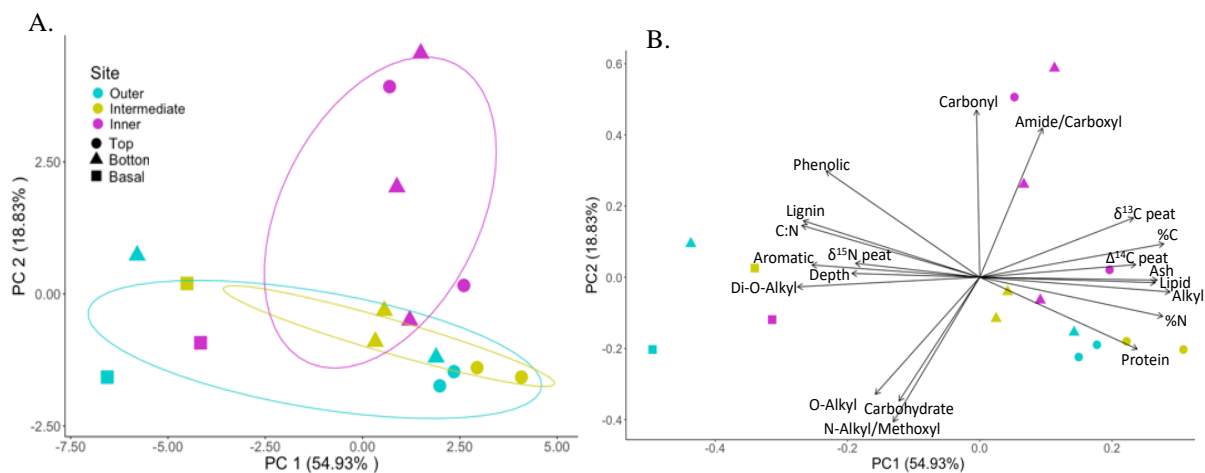 A.
Site
Outer
Intermediate
Inner
Top
Botton
Basal
2.50
0.00
-2.50
PC 2 (18.83%)
-7.50 -5.00 -2.50 0.00 2.50 5.00
PC 1 (54.93% )
B.
0.6
0.4
0.2
0.0
-0.2
-0.4
PC2 (18.83%)
Carbonyl
Amide/Carboxyl
Phenolic
Lignin
C:N
δ¹⁵N peat
Aromatic
Depth
Di-O-Alkyl
δ¹³C peat
%C
Δ¹⁴C peat
Ash
Lipid
Alkyl
%N
Protein
O-Alkyl
Carbohydrate
N-Alkyl/Methoxyl
-0.4 -0.2 0.0 0.2
PC1 (54.93%)